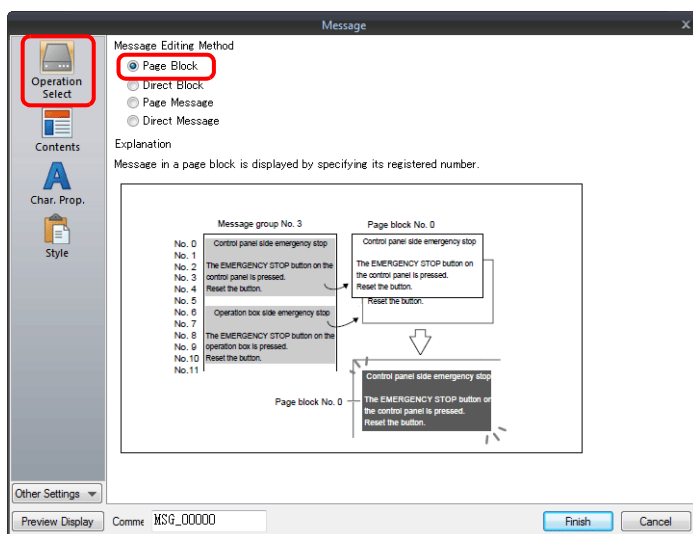 Message
Operation
Select
Contents
Char. Prop.
Style
Other Settings
Preview Display
Message Editing Method
Page Block
Direct Block
Page Message
Direct Message
Explanation
Message in a page block is displayed by specifying its registered number.
Message group No. 3
No. 0 Control panel side emergency stop
No. 1
No. 2 The EMERGENCY STOP button on the
No. 3 control panel is pressed.
No. 4 Reset the button.
No. 5
No. 6 Operation box side emergency stop
No. 7
No. 8 The EMERGENCY STOP button on the
No. 9 operation box is pressed.
No. 10 Reset the button.
No. 11
Page block No. 0
Control panel side emergency stop
The EMERGENCY STOP button on
the control panel is pressed.
Reset the button.
Reset the button.
Page block No. 0
Control panel side emergency stop
The EMERGENCY STOP button or
the control panel is pressed.
Reset the button.
Comme MSG_00000
Finish
Cancel